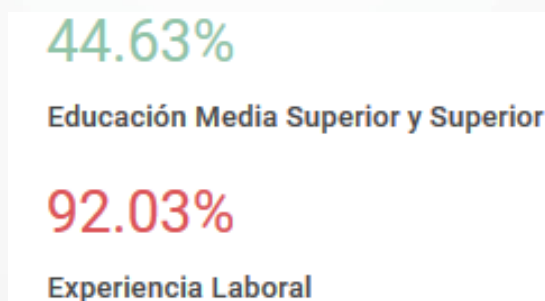 44.63%
Educación Media Superior y Superior
92.03%
Experiencia Laboral